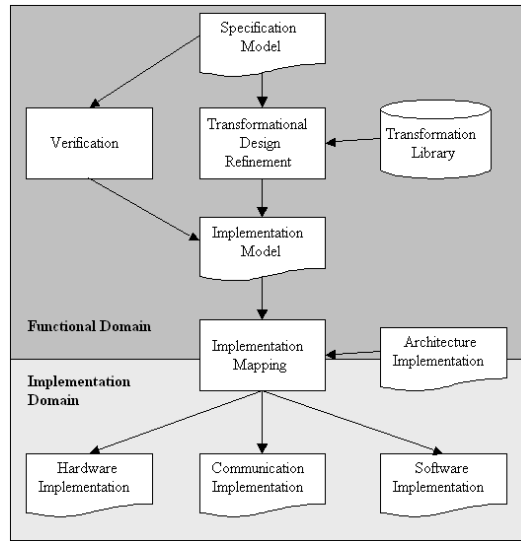 Specification
Model
Verification
Transformational
Design
Refinement
Transformation
Library
Implementation
Model
Functional Domain
Implementation
Mapping
Architecture
Implementation
Implementation
Domain
Hardware
Implementation
Communication
Implementation
Software
Implementation